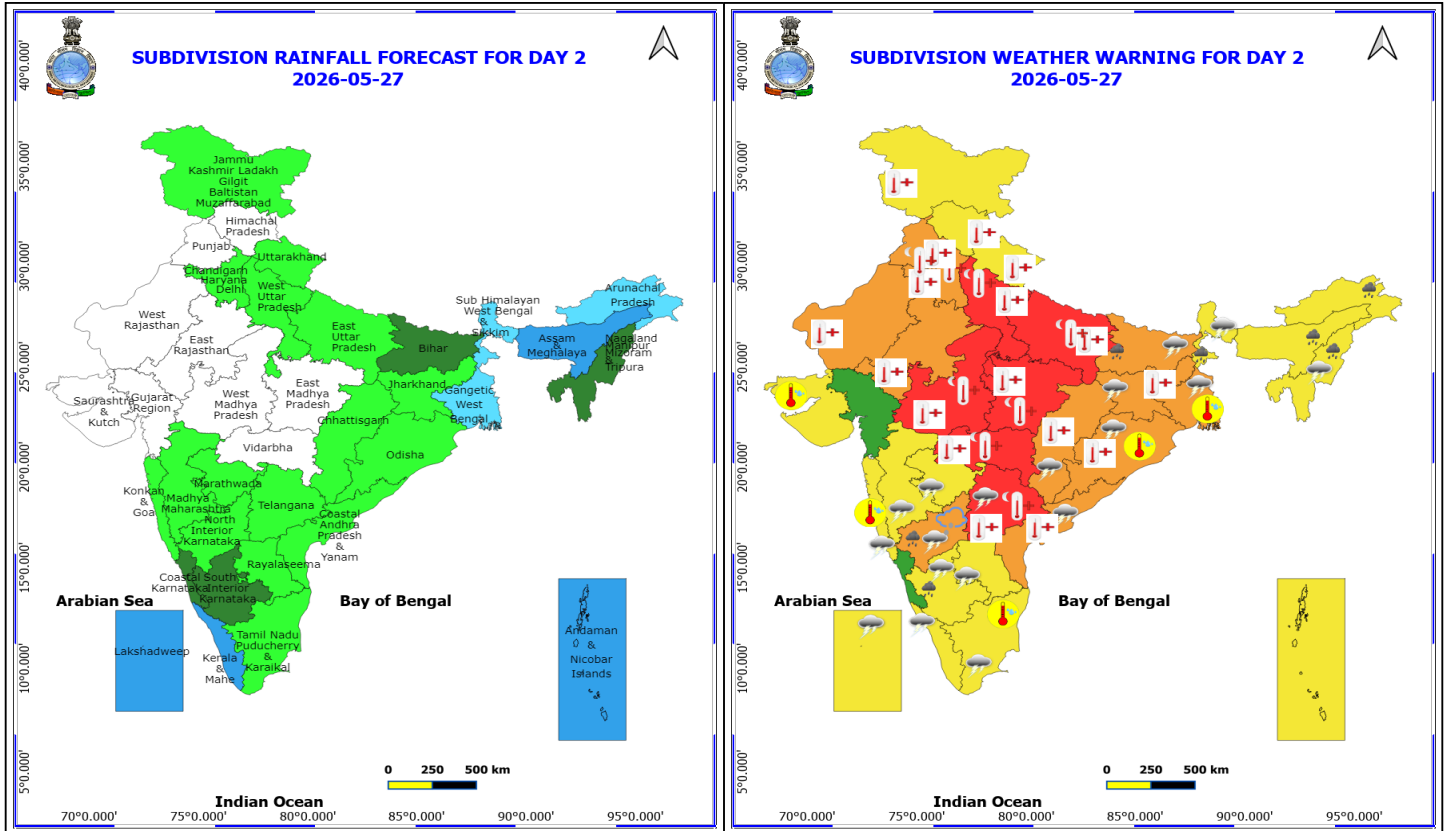 SUBDIVISION RAINFALL FORECAST FOR DAY 2
2026-05-27
40°0.000'
35°0.000'
30°0.000'
25°0.000'
20°0.000'
15°0.000'
10°0.000'
5°0.000'
Jammu
Kashmir Ladakh
Gilgit
Baltistan
Muzaffarabad
Himachal
Pradesh
Punjab
Uttarakhand
Chandigarh
Haryana
Delhi
West
Uttar
Pradesh
Arunachal
Pradesh
Sub Himalayan
West Bengal
&
Sikkim
West
Rajasthan
East
Rajasthan
East
Uttar
Pradesh
Bihar
Assam
&
Meghalaya
Nagaland
Manipur
Mizoram
&
Tripura
Jharkhand
Gangetic
West
Bengal
Saurashtra
&
Kutch
Gujarat
Region
West
Madhya
Pradesh
East
Madhya
Pradesh
Chhattisgarh
Vidarbha
Odisha
Konkan
&
Goa
Marathwada
Madhya
Maharashtra
Telangana
North
Interior
Karnataka
Coastal
Andhra
Pradesh
&
Yanam
Rayalaseema
Coastal
Karnataka
South
Interior
Karnataka
Arabian Sea
Bay of Bengal
Lakshadweep
Kerala
&
Mahe
Tamil Nadu
Puducherry
&
Karaikal
Andaman
&
Nicobar
Islands
0 250 500 km
Indian Ocean
70°0.000' 75°0.000' 80°0.000' 85°0.000' 90°0.000' 95°0.000'
SUBDIVISION WEATHER WARNING FOR DAY 2
2026-05-27
40°0.000'
35°0.000'
30°0.000'
25°0.000'
20°0.000'
15°0.000'
10°0.000'
5°0.000'
Arabian Sea
Bay of Bengal
0 250 500 km
Indian Ocean
70°0.000' 75°0.000' 80°0.000' 85°0.000' 90°0.000' 95°0.000'